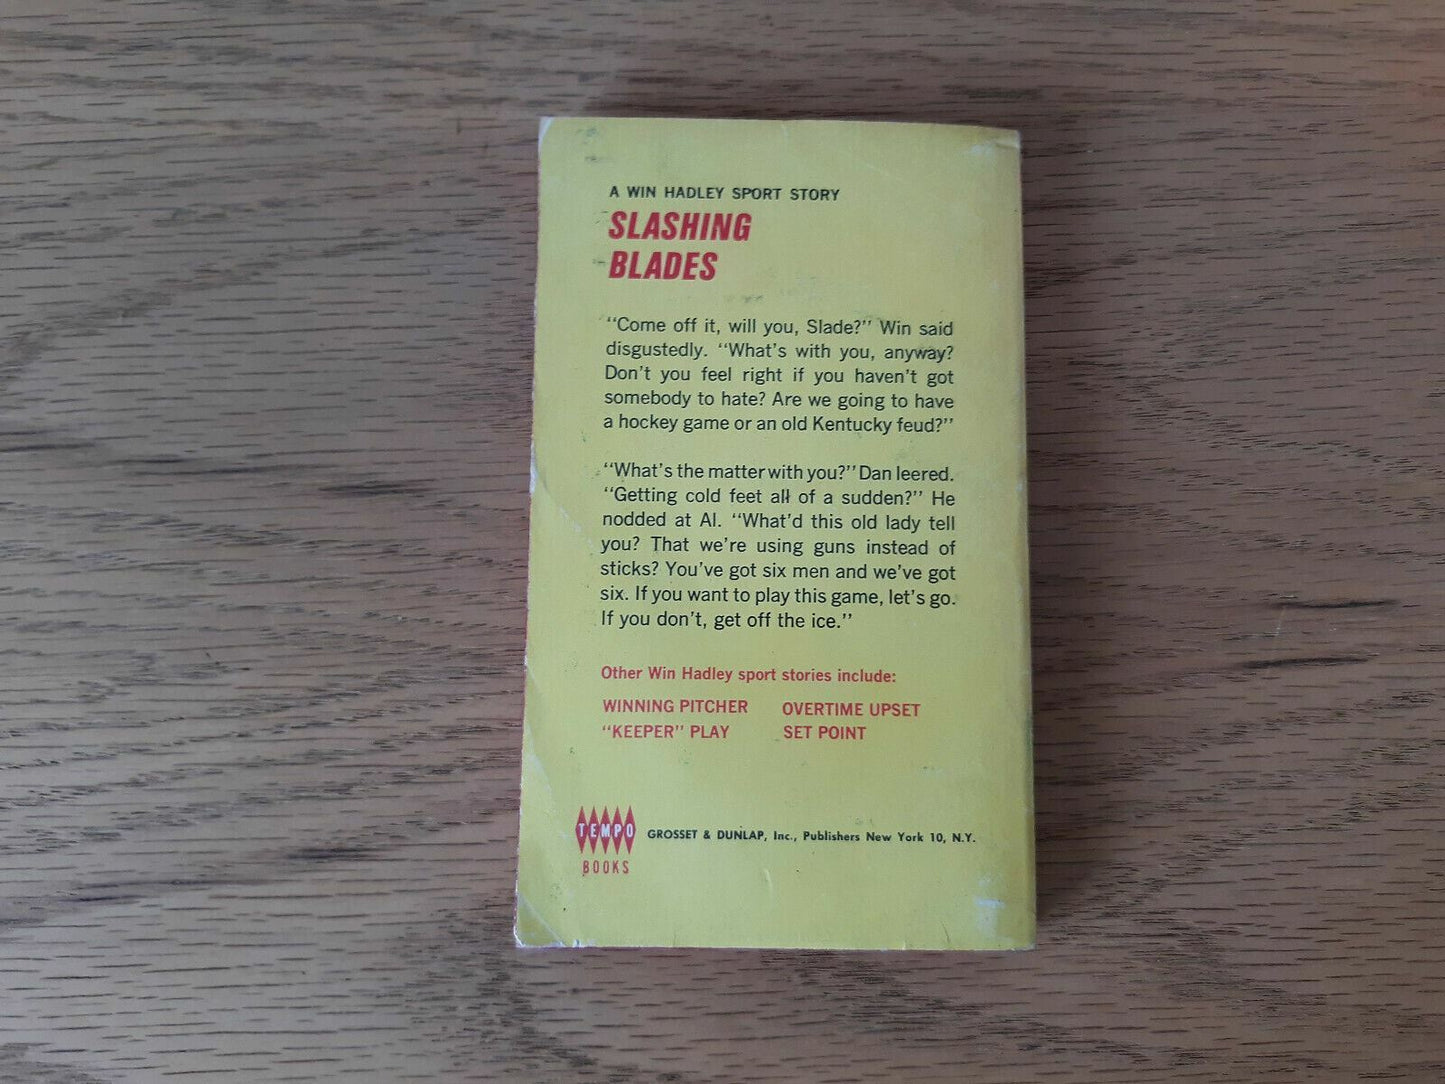 A WIN HADLEY SPORT STORY
SLASHING
BLADES
"Come off it, will you, Slade?" Win said
disgustedly. "What's with you, anyway?
Don't you feel right if you haven't got
somebody to hate? Are we going to have
a hockey game or an old Kentucky feud?"
"What's the matter with you?" Dan leered.
"Getting cold feet all of a sudden?" He
nodded at Al. "What'd this old lady tell
you? That we're using guns instead of
sticks? You've got six men and we've got
six. If you want to play this game, let's go.
If you don't, get off the ice."
Other Win Hadley sport stories include:
WINNING PITCHER OVERTIME UPSET
"KEEPER" PLAY SET POINT
TEMPO
BOOKS
GROSSET & DUNLAP, Inc., Publishers New York 10, N.Y.